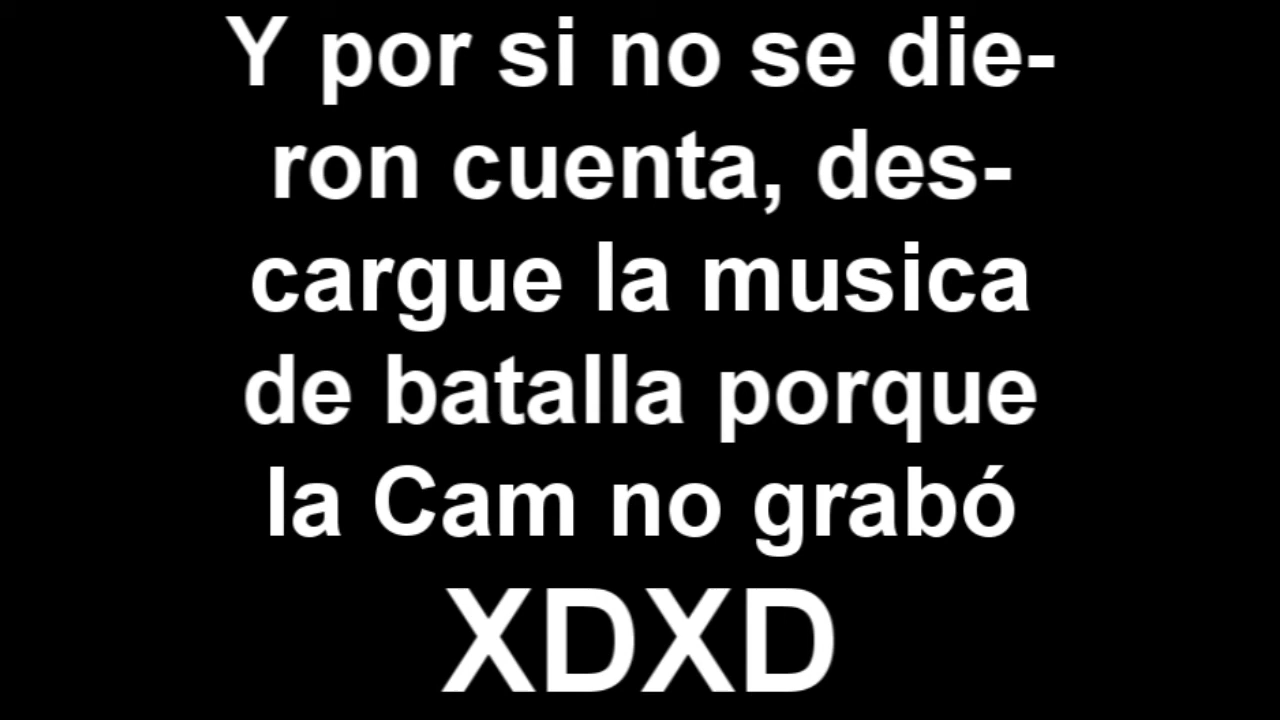 Y por si no se die-
ron cuenta, des-
cargue la musica
de batalla porque
la Cam no grabó
XDXD